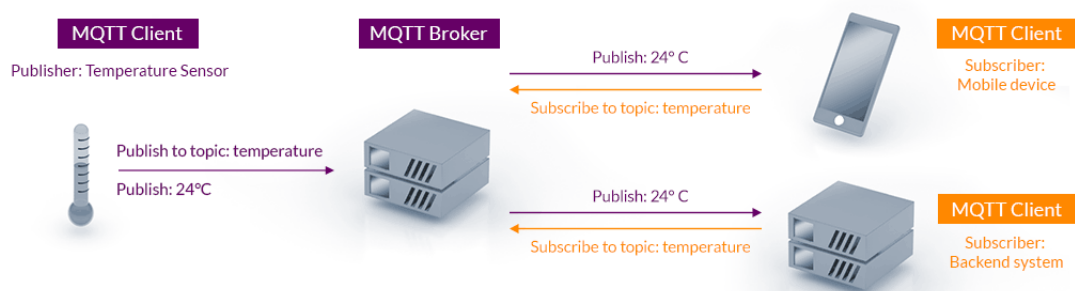 MQTT Client
Publisher: Temperature Sensor
Publish to topic: temperature
Publish: 24°C
MQTT Broker
Publish: 24° C
Subscribe to topic: temperature
MQTT Client
Subscriber:
Mobile device
Publish: 24° C
Subscribe to topic: temperature
MQTT Client
Subscriber:
Backend system